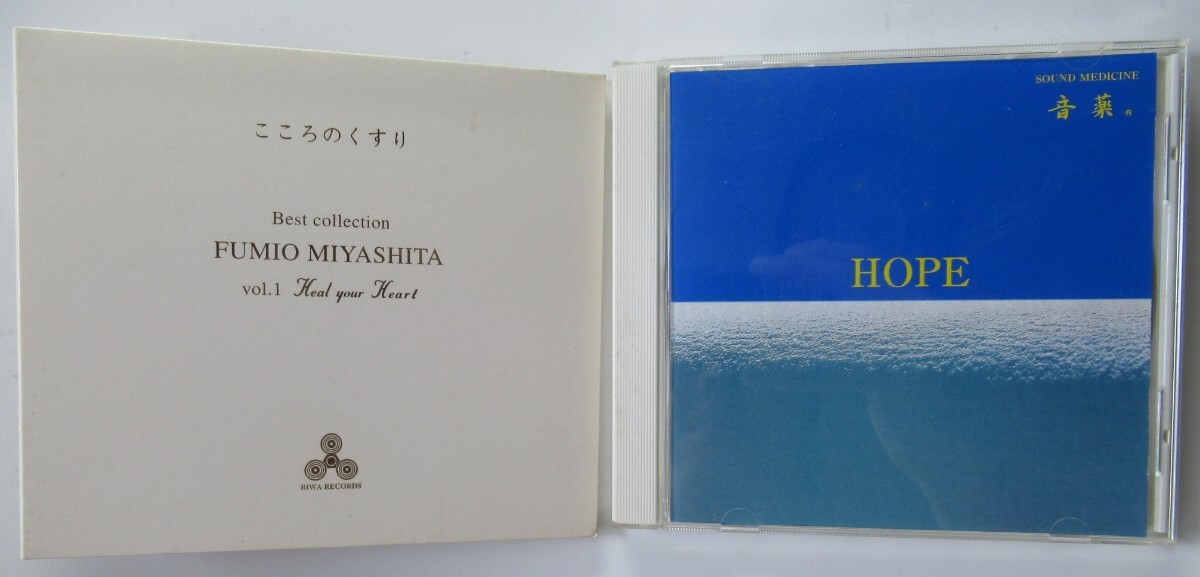 こころのくすり
Best collection
FUMIO MIYASHITA
vol.1 Heal your Heart
BIWA RECORDS
SOUND MEDICINE
音薬®
HOPE